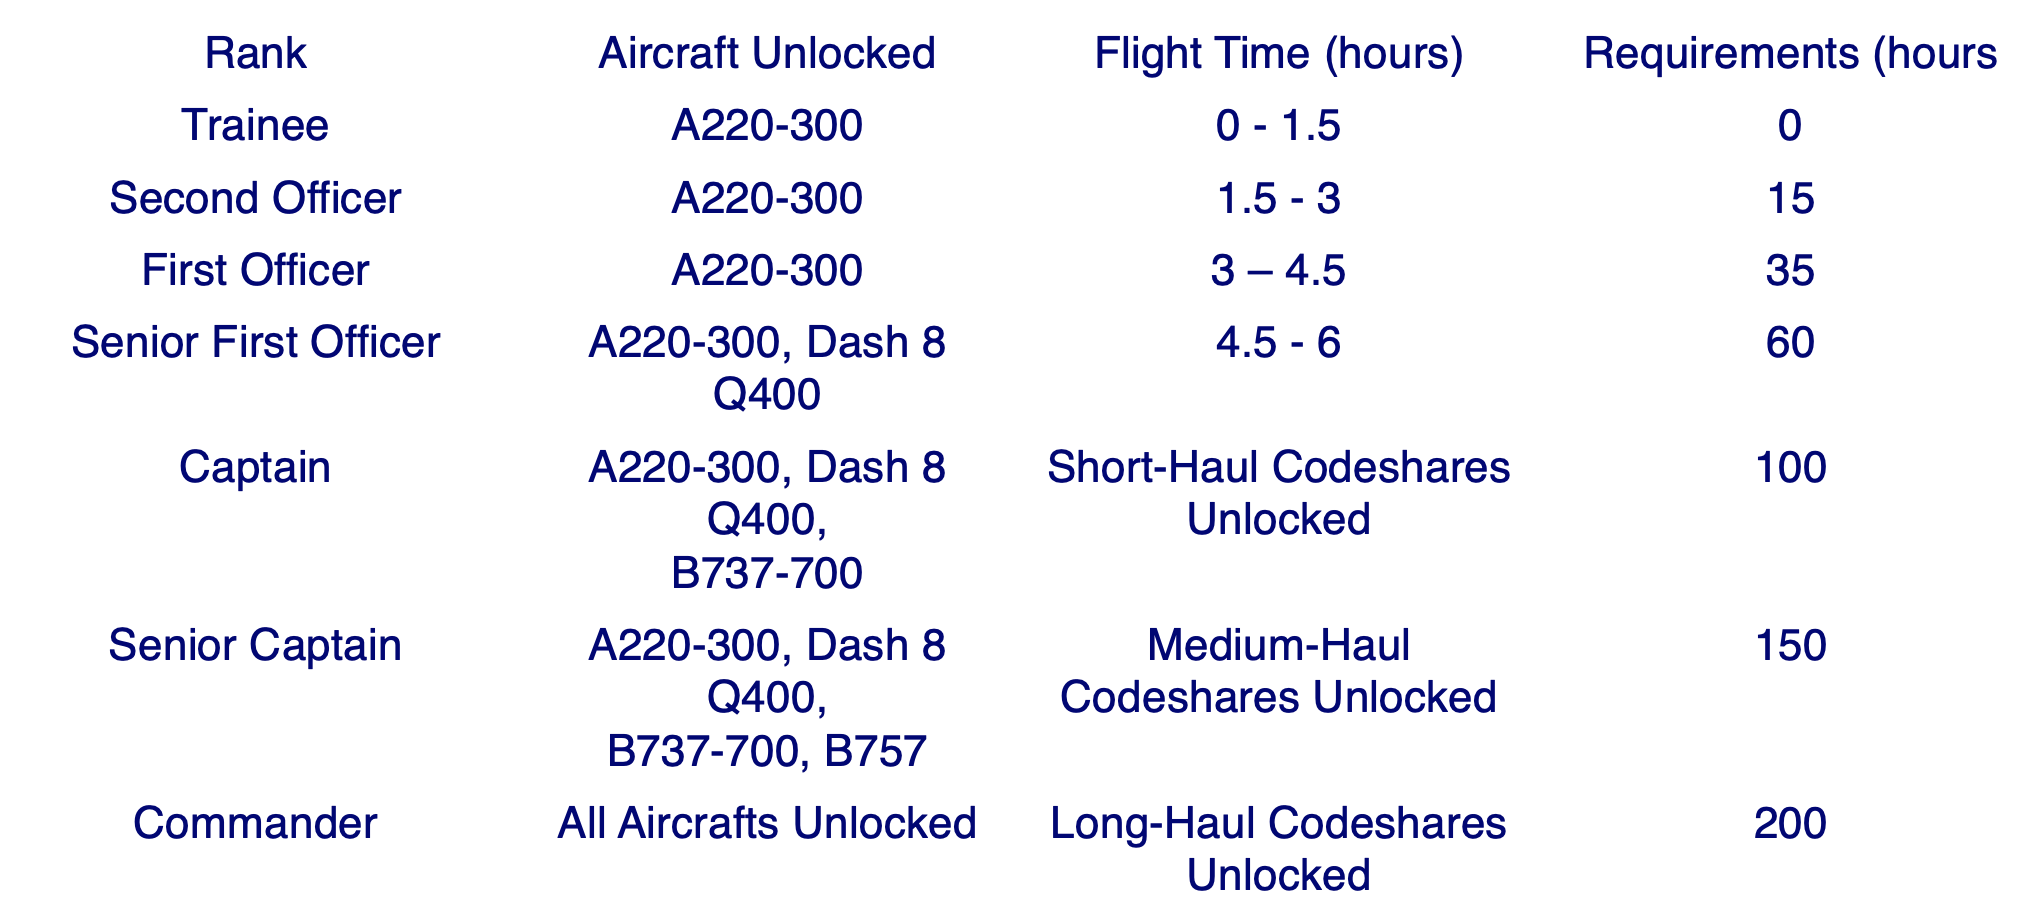 Rank Aircraft Unlocked Flight Time (hours) Requirements (hours
Trainee A220-300 0 - 1.5 0
Second Officer A220-300 1.5 - 3 15
First Officer A220-300 3 – 4.5 35
Senior First Officer A220-300, Dash 8 4.5 - 6 60
Q400
Captain A220-300, Dash 8 Short-Haul Codeshares 100
Q400, Unlocked
B737-700
Senior Captain A220-300, Dash 8 Medium-Haul 150
Q400, Codeshares Unlocked
B737-700, B757
Commander All Aircrafts Unlocked Long-Haul Codeshares 200
Unlocked